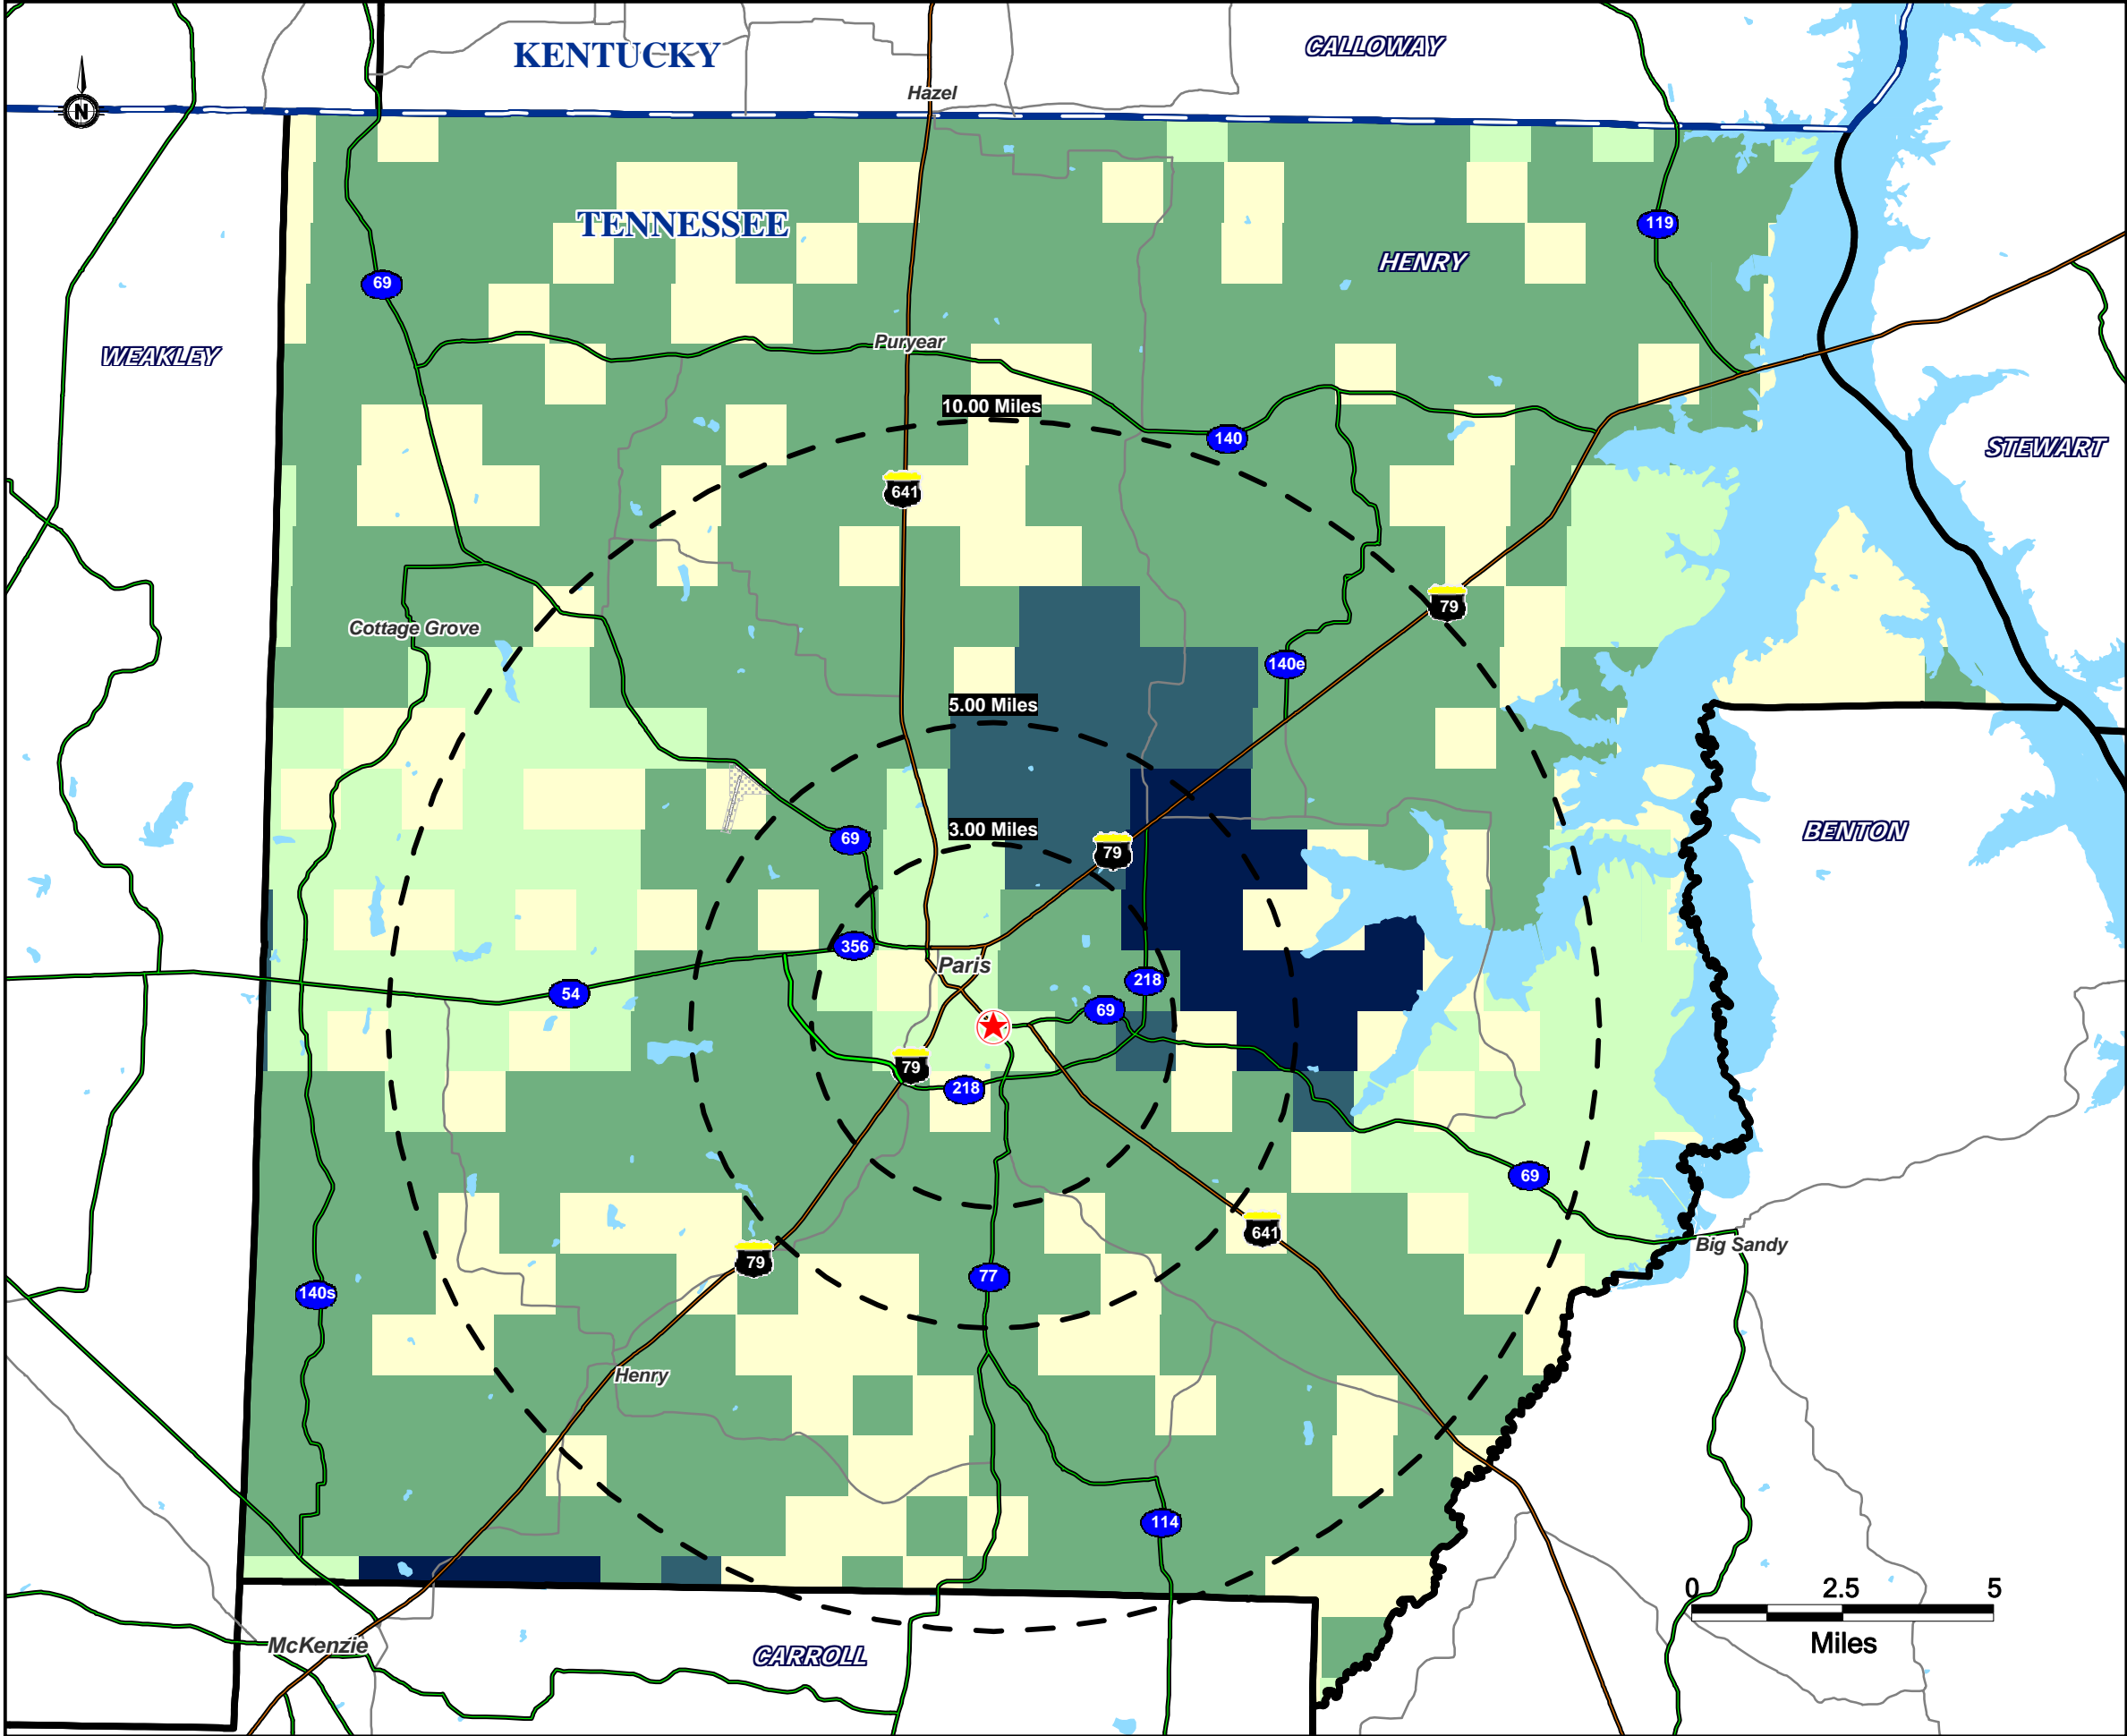 KENTUCKY
CALLOWAY
Hazel
N
TENNESSEE
119
HENRY
69
WEAKLEY
Puryear
10.00 Miles
140
STEWART
641
79
Cottage Grove
140e
5.00 Miles
3.00 Miles
BENTON
69
79
356
Paris
218
54
69
79
218
69
641
Big Sandy
79
77
140s
Henry
114
0 2.5 5
Miles
McKenzie
CARROLL